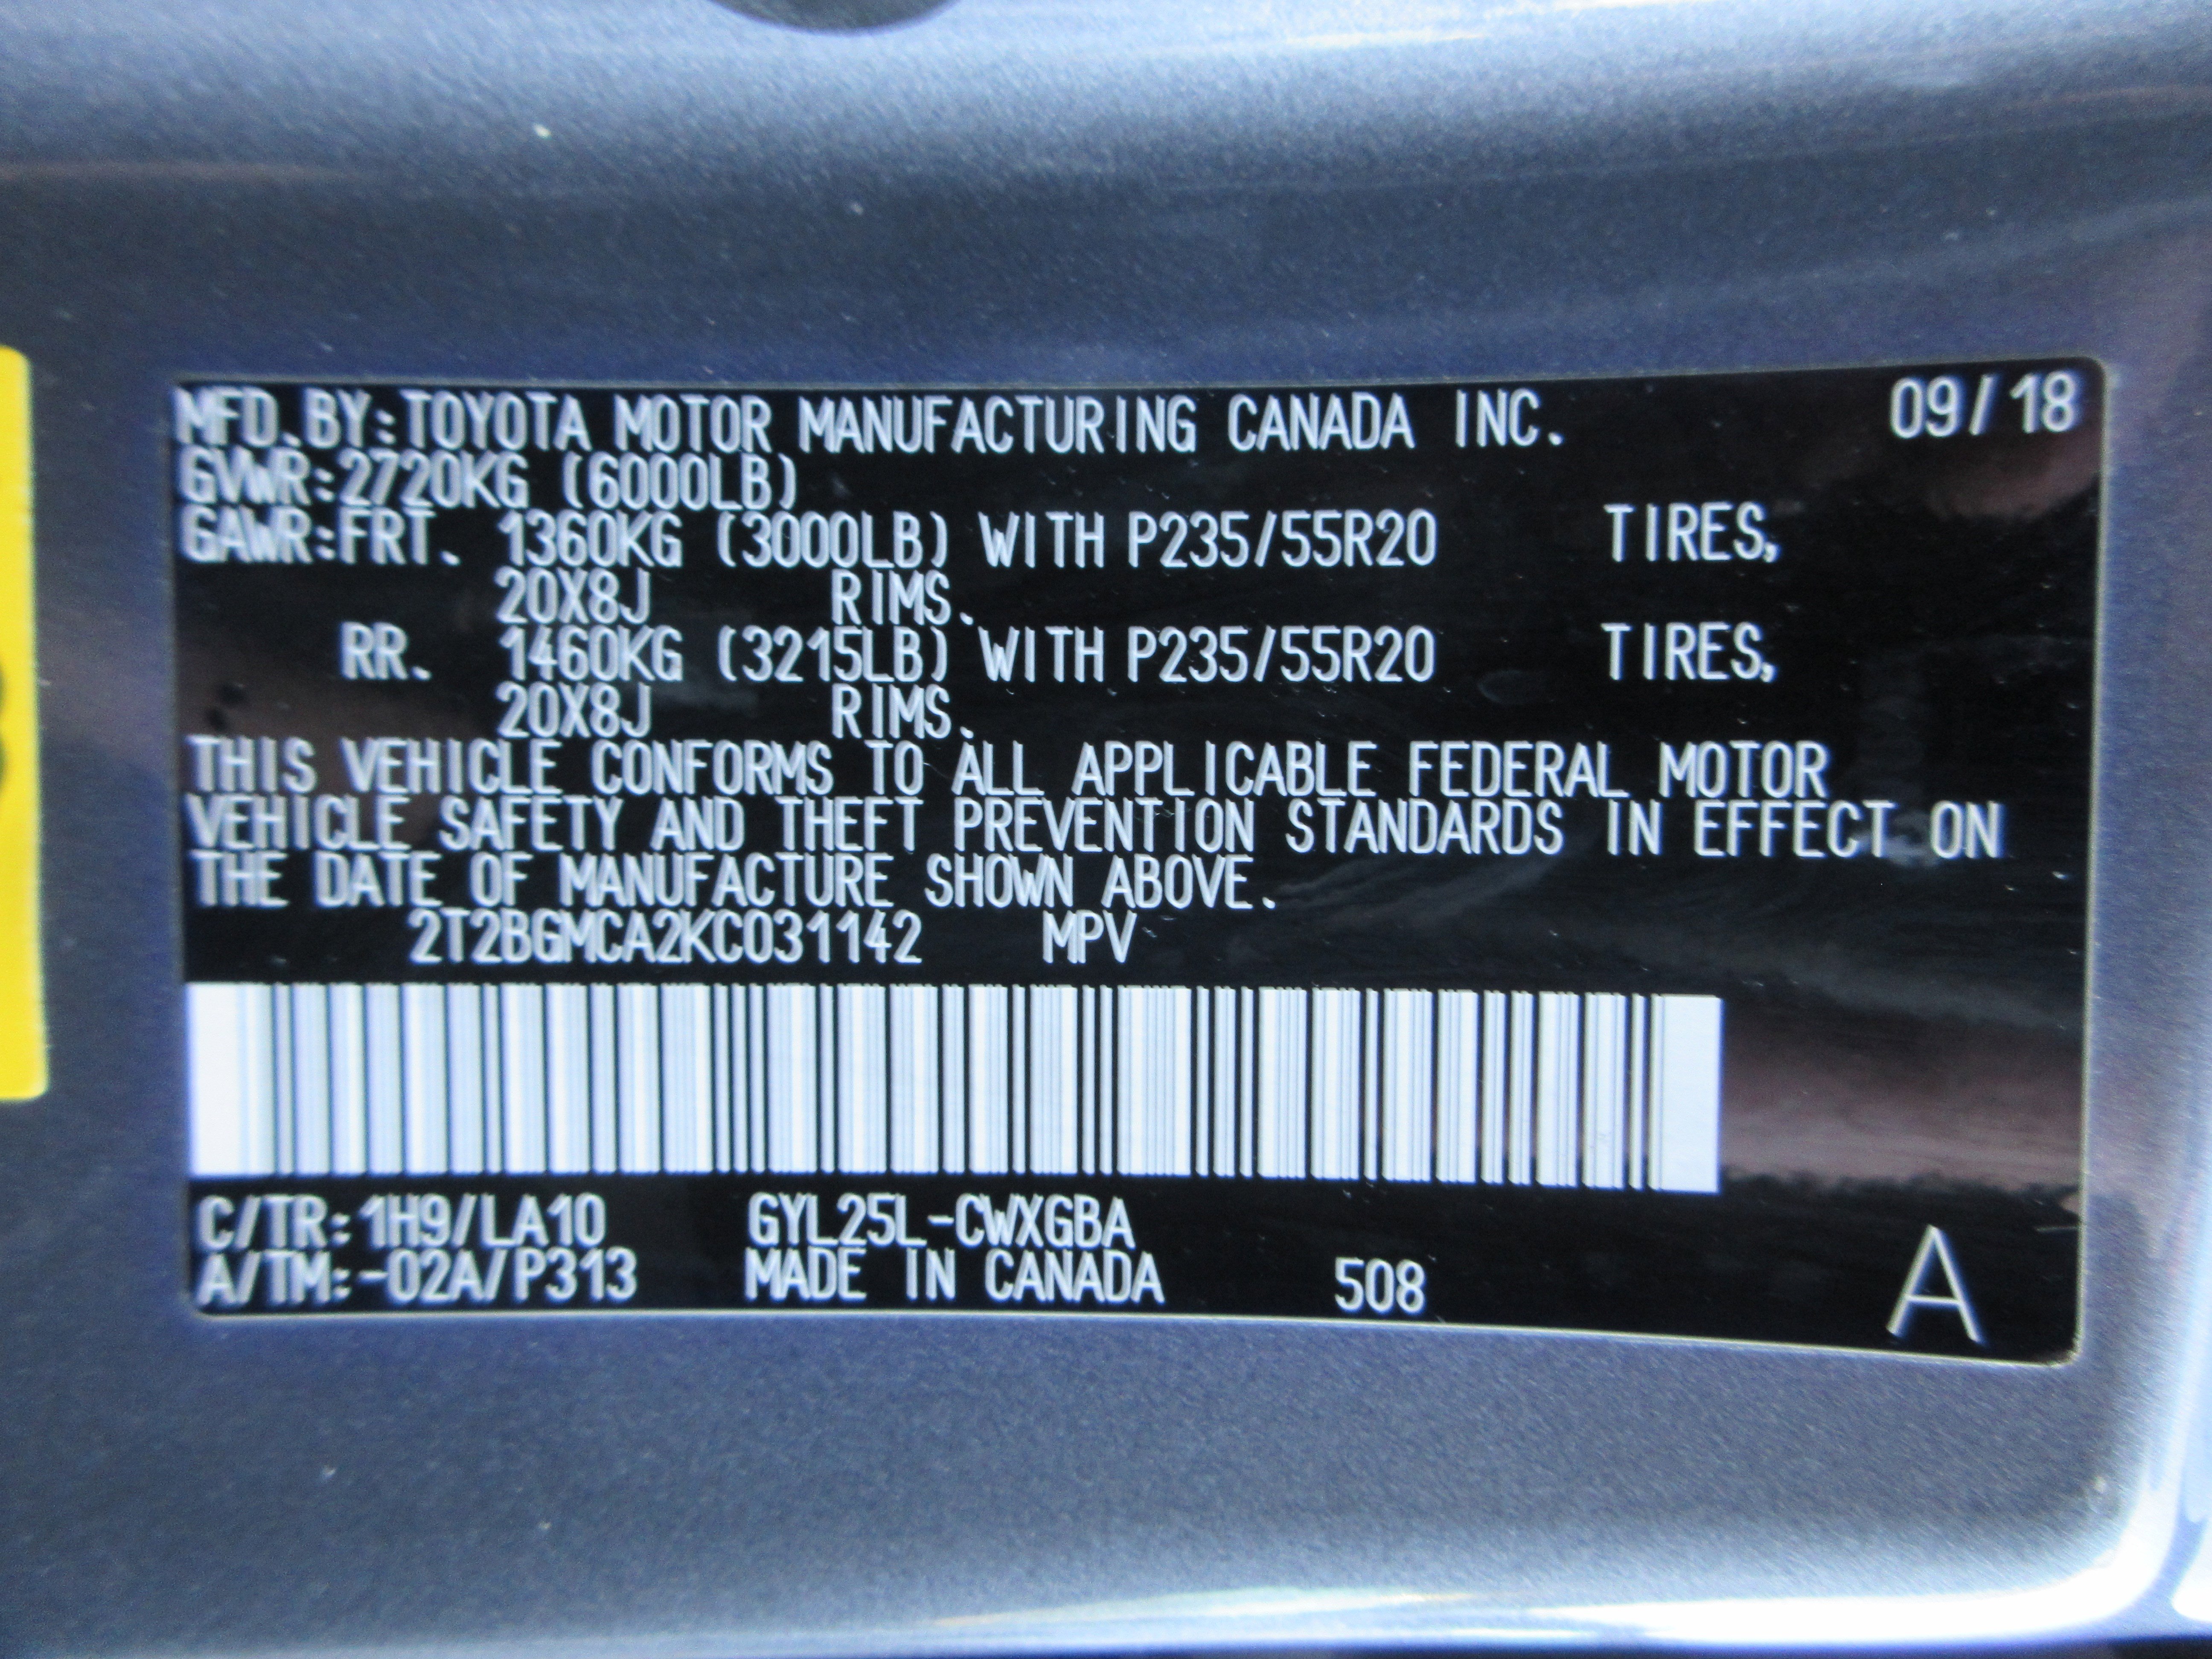 MFD.BY:TOYOTA MOTOR MANUFACTURING CANADA INC. 09/18
GVWR:2720KG (6000LB)
GAWR:FRT. 1360KG (3000LB) WITH P235/55R20 TIRES,
20X8J RIMS.
RR. 1460KG (3215LB) WITH P235/55R20 TIRES,
20X8J RIMS.
THIS VEHICLE CONFORMS TO ALL APPLICABLE FEDERAL MOTOR
VEHICLE SAFETY AND THEFT PREVENTION STANDARDS IN EFFECT ON
THE DATE OF MANUFACTURE SHOWN ABOVE.
2T2BGMCA2KC031142 MPV
C/TR:1H9/LA10 GYL25L-CWXGBA
A/TM:-02A/P313 MADE IN CANADA 508 A